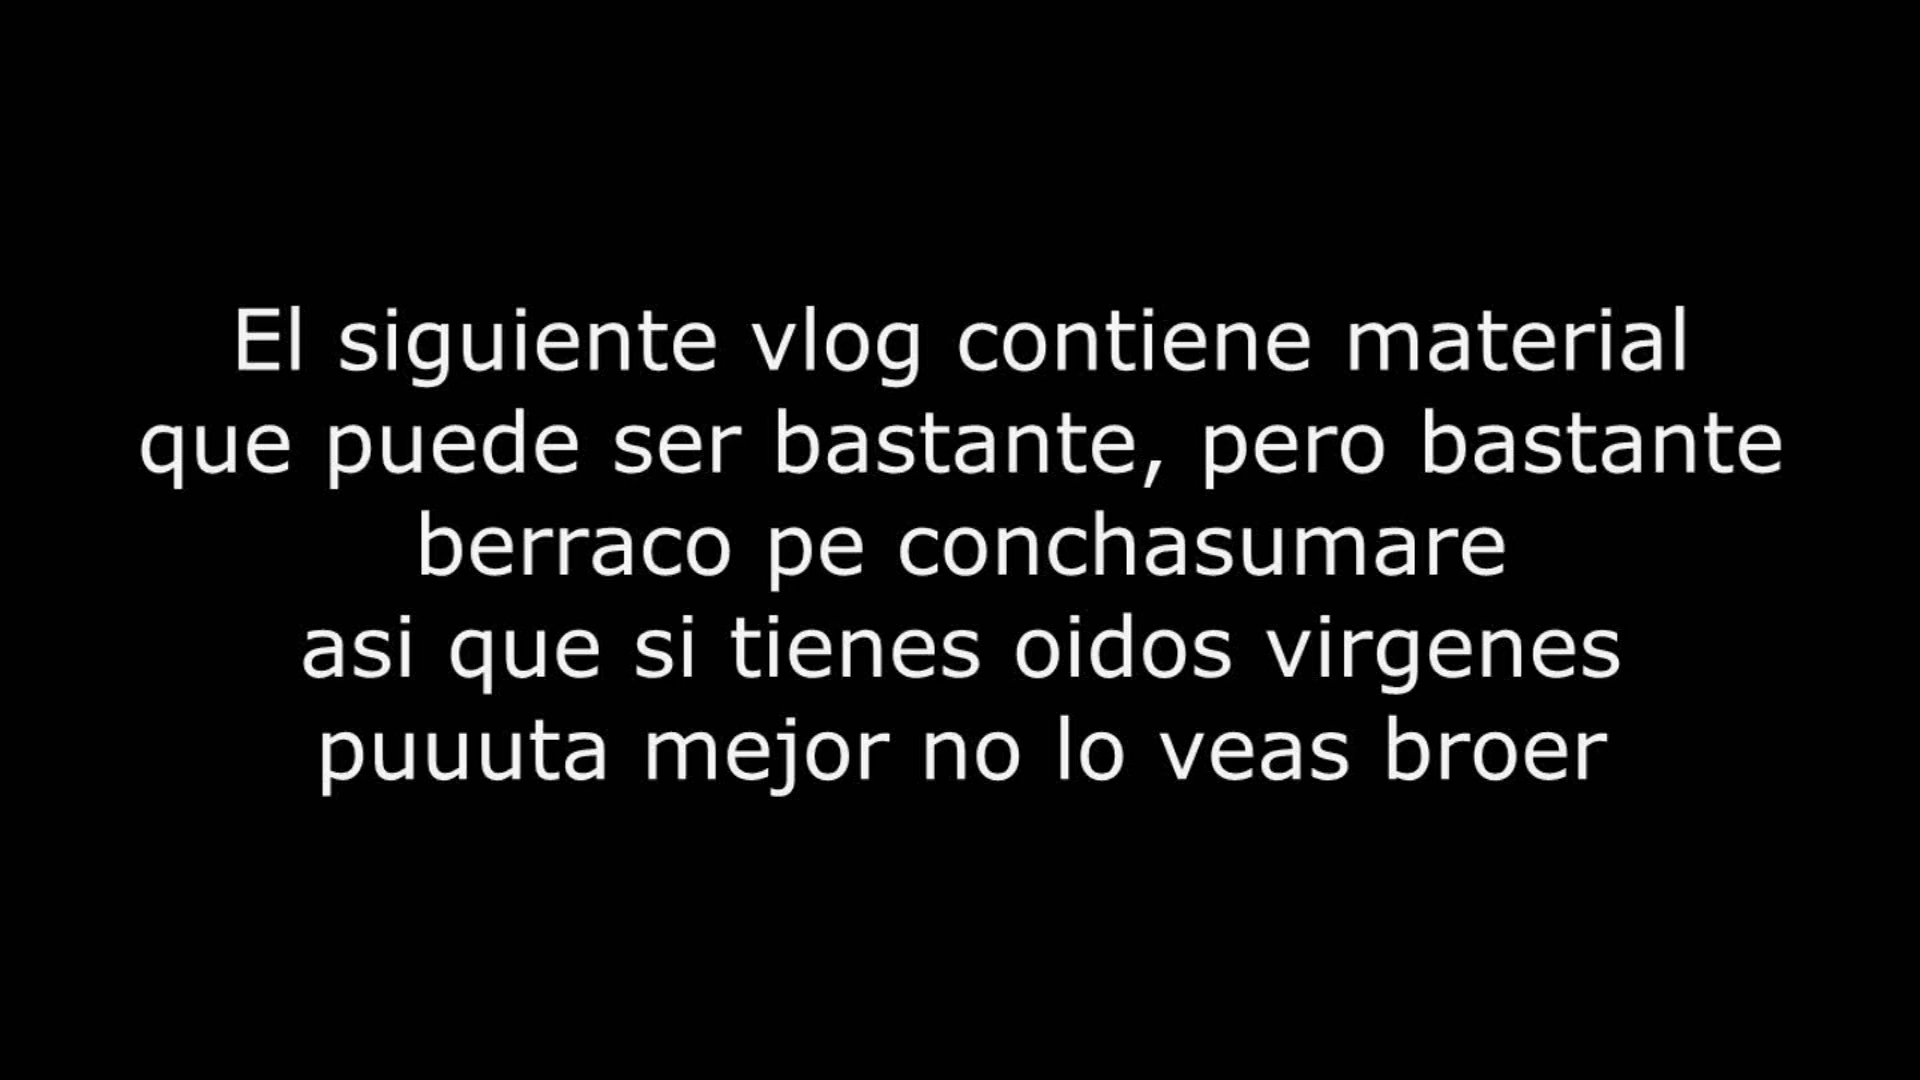 El siguiente vlog contiene material
que puede ser bastante, pero bastante
berraco pe conchasumare
asi que si tienes oidos virgenes
puuuta mejor no lo veas broer